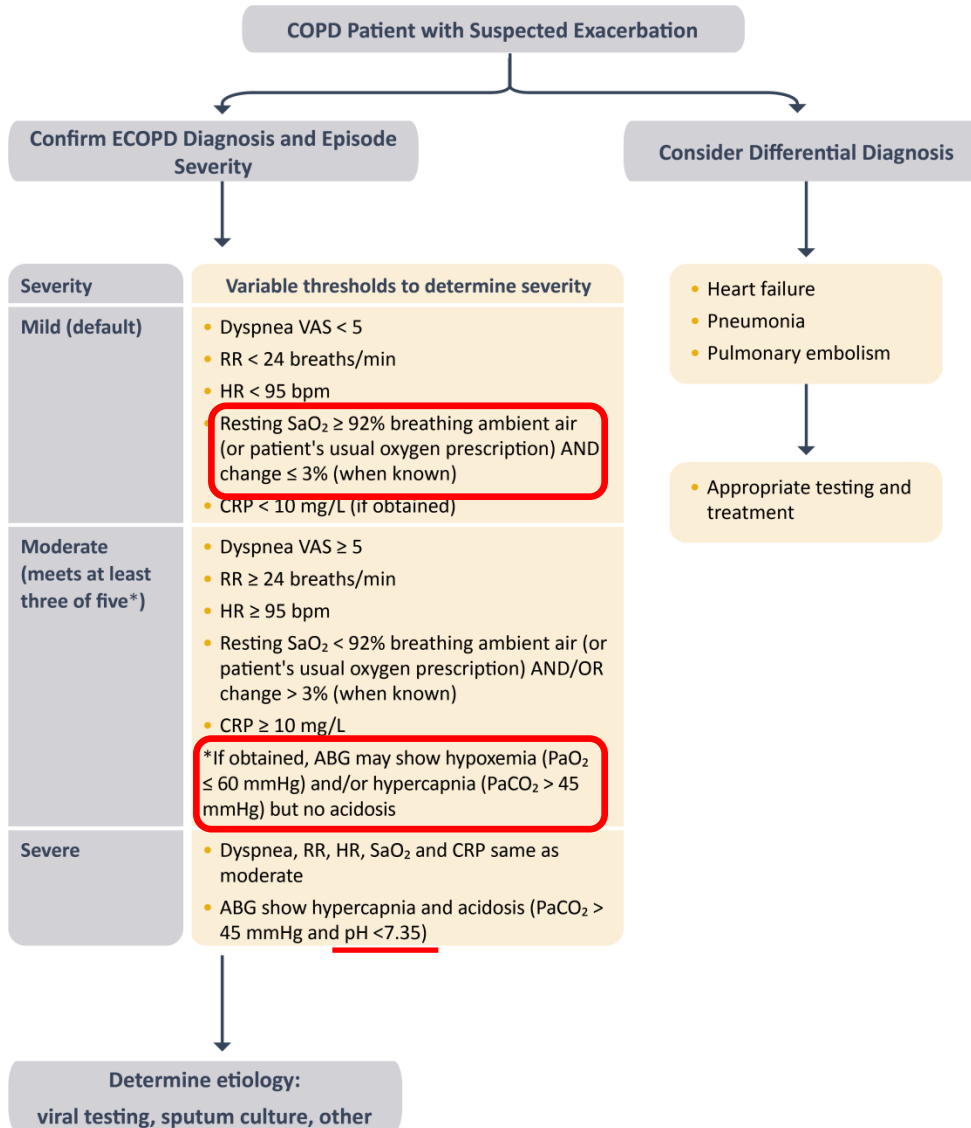 COPD Patient with Suspected Exacerbation
Confirm ECOPD Diagnosis and Episode
Severity
Consider Differential Diagnosis
Severity
Variable thresholds to determine severity
Mild (default)
• Dyspnea VAS < 5
• RR < 24 breaths/min
• HR < 95 bpm
• Resting SaO₂ ≥ 92% breathing ambient air
(or patient's usual oxygen prescription) AND
change ≤ 3% (when known)
• CRP < 10 mg/L (if obtained)
Moderate
(meets at least
three of five*)
• Dyspnea VAS ≥ 5
• RR ≥ 24 breaths/min
• HR ≥ 95 bpm
• Resting SaO₂ < 92% breathing ambient air (or
patient's usual oxygen prescription) AND/OR
change > 3% (when known)
• CRP ≥ 10 mg/L
*If obtained, ABG may show hypoxemia (PaO₂
≤ 60 mmHg) and/or hypercapnia (PaCO₂ > 45
mmHg) but no acidosis
Severe
• Dyspnea, RR, HR, SaO₂ and CRP same as
moderate
• ABG show hypercapnia and acidosis (PaCO₂ >
45 mmHg and pH <7.35)
• Heart failure
• Pneumonia
• Pulmonary embolism
• Appropriate testing and
treatment
Determine etiology:
viral testing, sputum culture, other